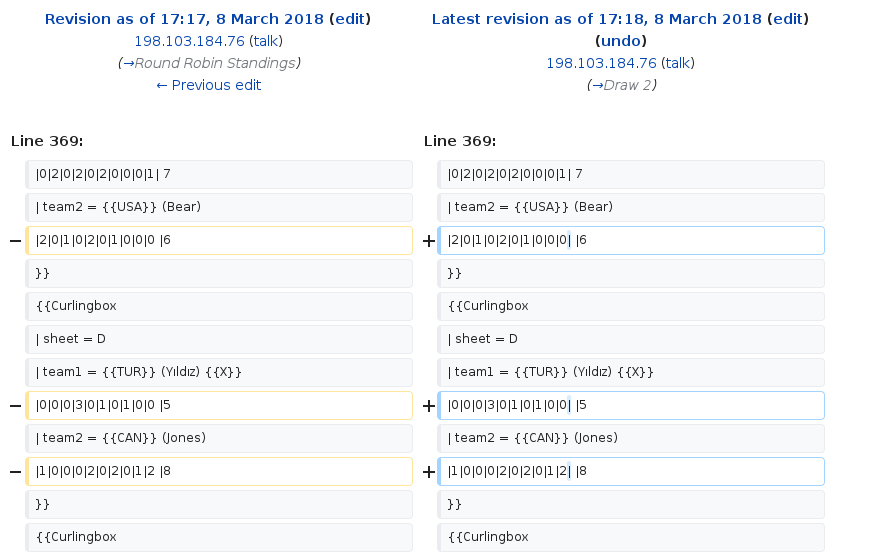 Revision as of 17:17, 8 March 2018 (edit)
198.103.184.76 (talk)
(→Round Robin Standings)
← Previous edit
Line 369:
|0|2|0|2|0|2|0|0|0|1| 7
| team2 = {{USA}} (Bear)
− |2|0|1|0|2|0|1|0|0|0 |6
}}
{{Curlingbox
| sheet = D
| team1 = {{TUR}} (Yıldız) {{X}}
− |0|0|0|3|0|1|0|1|0|0 |5
| team2 = {{CAN}} (Jones)
− |1|0|0|0|2|0|2|0|1|2 |8
}}
{{Curlingbox
Latest revision as of 17:18, 8 March 2018 (edit)
(undo)
198.103.184.76 (talk)
(→Draw 2)
Line 369:
|0|2|0|2|0|2|0|0|0|1| 7
| team2 = {{USA}} (Bear)
+ |2|0|1|0|2|0|1|0|0|0| |6
}}
{{Curlingbox
| sheet = D
| team1 = {{TUR}} (Yıldız) {{X}}
+ |0|0|0|3|0|1|0|1|0|0| |5
| team2 = {{CAN}} (Jones)
+ |1|0|0|0|2|0|2|0|1|2| |8
}}
{{Curlingbox